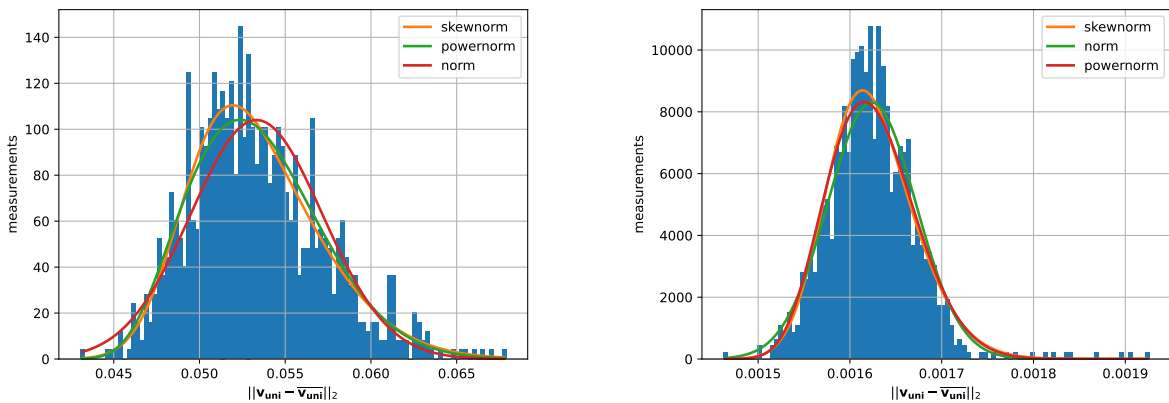 140
120
100
80
60
40
20
0
measurements
0.045 0.050 0.055 0.060 0.065
||v_uni − v̅_uni||₂
skewnorm
powernorm
norm
10000
8000
6000
4000
2000
0
measurements
0.0015 0.0016 0.0017 0.0018 0.0019
||v_uni − v̅_uni||₂
skewnorm
norm
powernorm